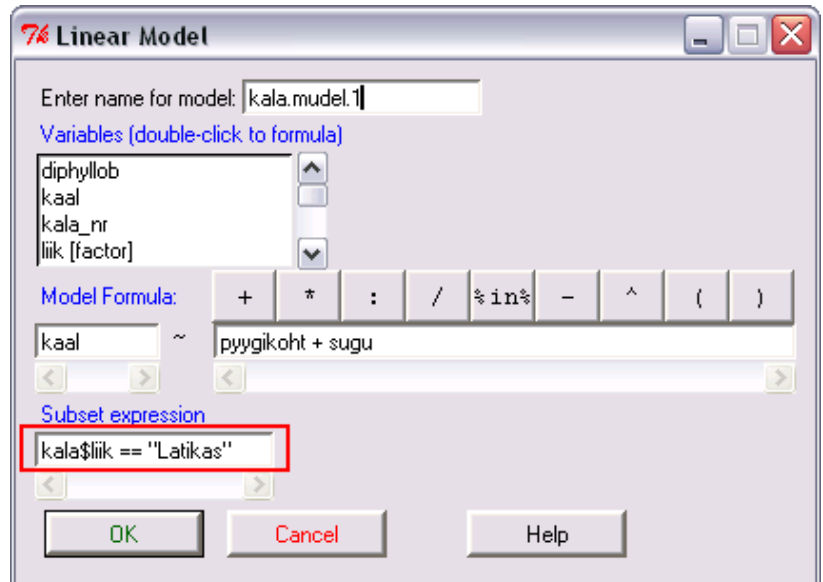 Linear Model
Enter name for model: kala.mudel.1
Variables (double-click to formula)
diphyllob
kaal
kala_nr
liik [factor]
Model Formula: + * : / %in% - ^ ( )
kaal ~ pyygikoht + sugu
Subset expression
kala$liik == "Latikas"
OK Cancel Help